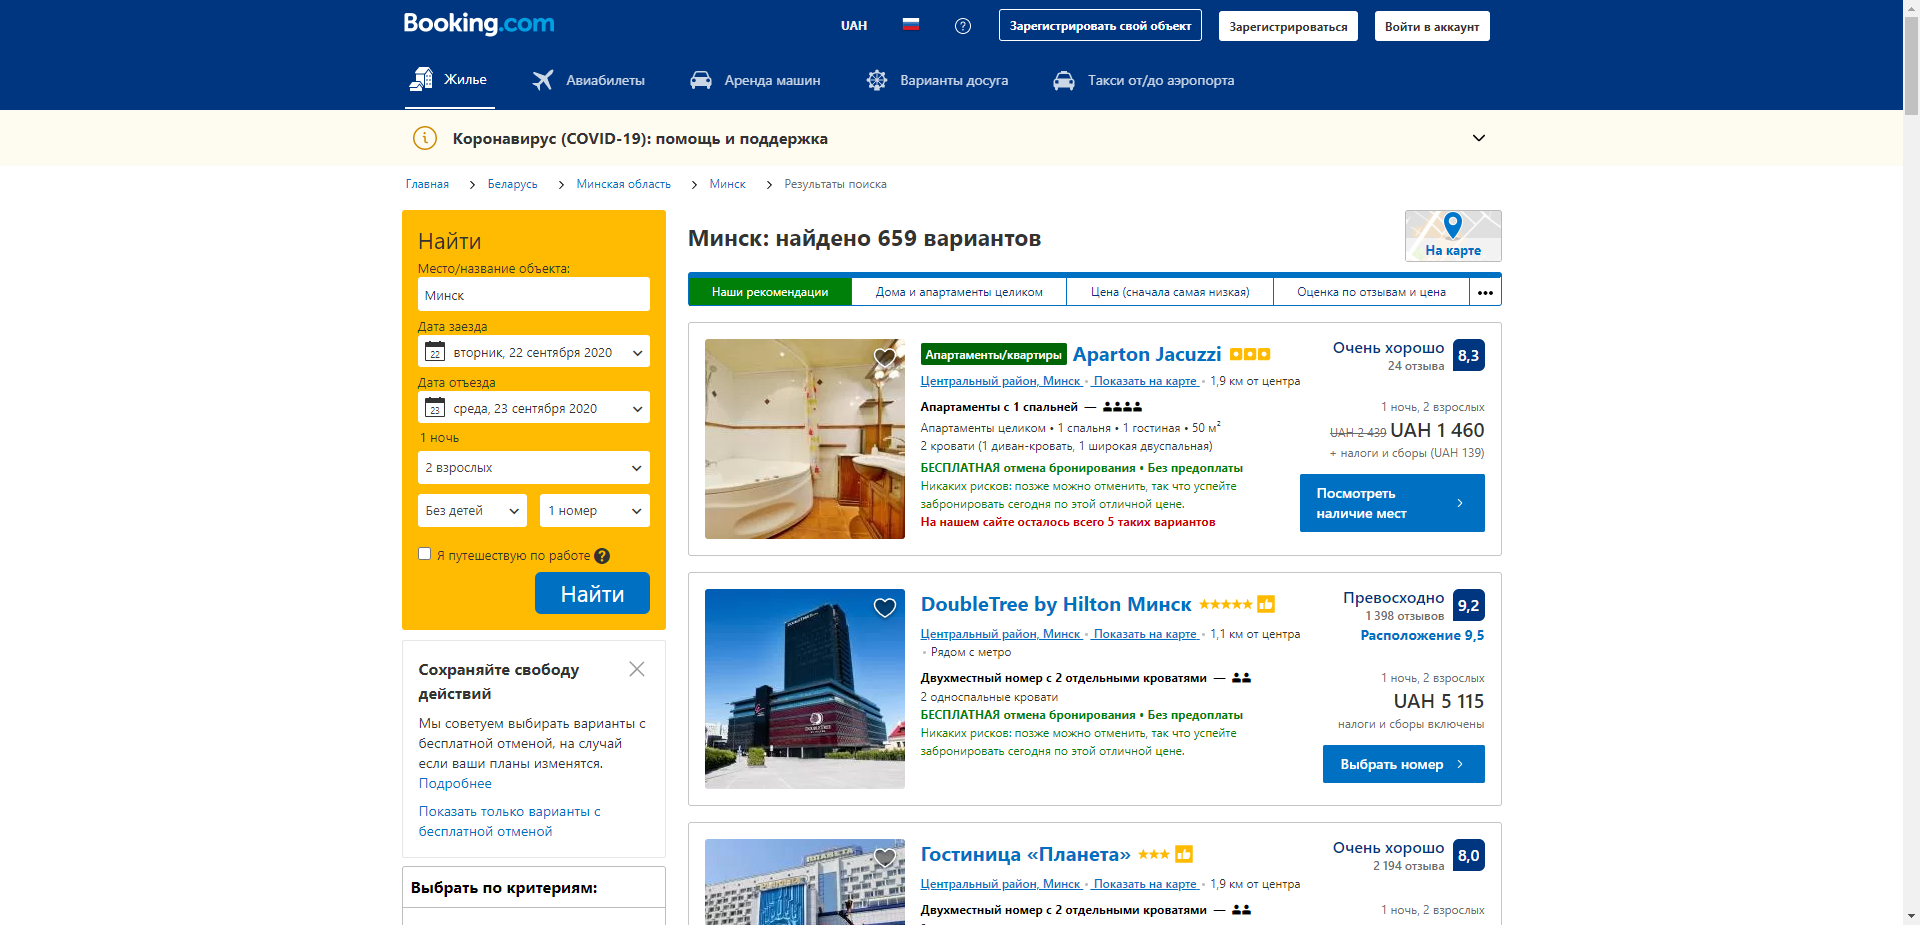 Booking.com
UAH
Зарегистрировать свой объект
Зарегистрироваться
Войти в аккаунт
Жилье
Авиабилеты
Аренда машин
Варианты досуга
Такси от/до аэропорта
Коронавирус (COVID-19): помощь и поддержка
Главная
Беларусь
Минская область
Минск
Результаты поиска
Найти
Место/название объекта:
Минск
Дата заезда
22
вторник, 22 сентября 2020
Дата отъезда
23
среда, 23 сентября 2020
1 ночь
2 взрослых
Без детей
1 номер
Я путешествую по работе
Найти
Сохраняйте свободу
действий
Мы советуем выбирать варианты с
бесплатной отменой, на случай
если ваши планы изменятся.
Подробнее
Показать только варианты с
бесплатной отменой
Выбрать по критериям:
Минск: найдено 659 вариантов
На карте
Наши рекомендации
Дома и апартаменты целиком
Цена (сначала самая низкая)
Оценка по отзывам и цена
Апартаменты/квартиры Aparton Jacuzzi
Центральный район, Минск • Показать на карте • 1,9 км от центра
Апартаменты с 1 спальней —
Апартаменты целиком • 1 спальня • 1 гостиная • 50 м²
2 кровати (1 диван-кровать, 1 широкая двуспальная)
БЕСПЛАТНАЯ отмена бронирования • Без предоплаты
Никаких рисков: позже можно отменить, так что успейте
забронировать сегодня по этой отличной цене.
На нашем сайте осталось всего 5 таких вариантов
Очень хорошо
24 отзыва
8,3
1 ночь, 2 взрослых
UAH 2 439 UAH 1 460
+ налоги и сборы (UAH 139)
Посмотреть
наличие мест
DoubleTree by Hilton Минск
Центральный район, Минск • Показать на карте • 1,1 км от центра
• Рядом с метро
Двухместный номер с 2 отдельными кроватями —
2 односпальные кровати
БЕСПЛАТНАЯ отмена бронирования • Без предоплаты
Никаких рисков: позже можно отменить, так что успейте
забронировать сегодня по этой отличной цене.
DOUBLETREE
Превосходно
1 398 отзывов
9,2
Расположение 9,5
1 ночь, 2 взрослых
UAH 5 115
налоги и сборы включены
Выбрать номер
Гостиница «Планета»
Центральный район, Минск • Показать на карте • 1,9 км от центра
Двухместный номер с 2 отдельными кроватями —
ПЛАНЕТА
Очень хорошо
2 194 отзыва
8,0
1 ночь, 2 взрослых